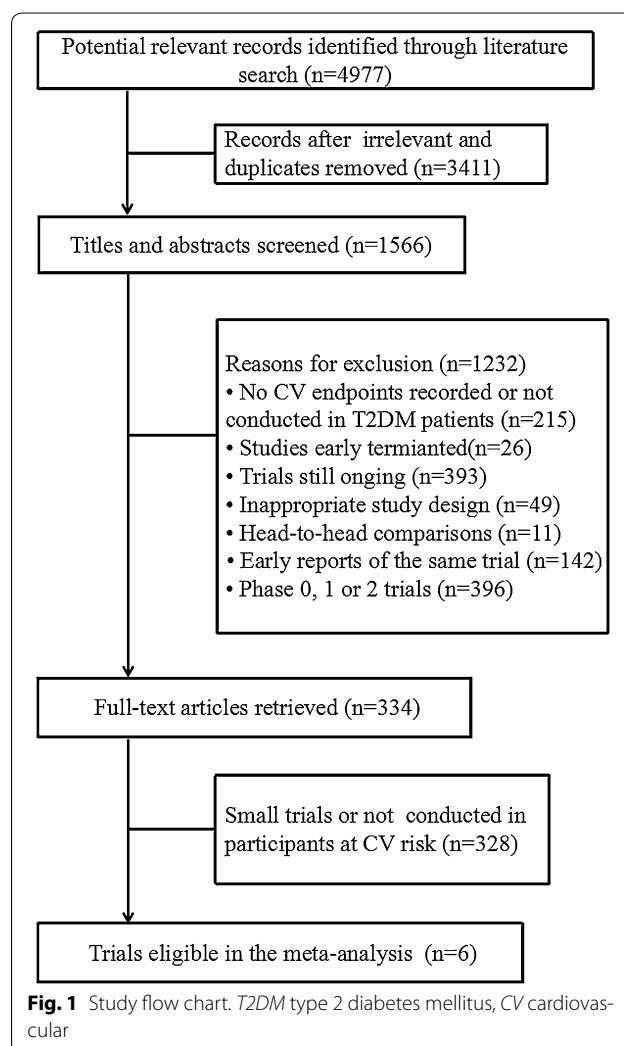 Potential relevant records identified through literature
search (n=4977)
Records after  irrelevant and
duplicates removed (n=3411)
Titles and abstracts screened (n=1566)
Reasons for exclusion (n=1232)
• No CV endpoints recorded or not
conducted in T2DM patients (n=215)
• Studies early termianted(n=26)
• Trials still onging (n=393)
• Inappropriate study design (n=49)
• Head-to-head comparisons (n=11)
• Early reports of the same trial (n=142)
• Phase 0, 1 or 2 trials (n=396)
Full-text articles retrieved (n=334)
Small trials or not  conducted in
participants at CV risk (n=328)
Trials eligible in the meta-analysis  (n=6)
Fig. 1 Study flow chart. T2DM type 2 diabetes mellitus, CV cardiovas-
cular